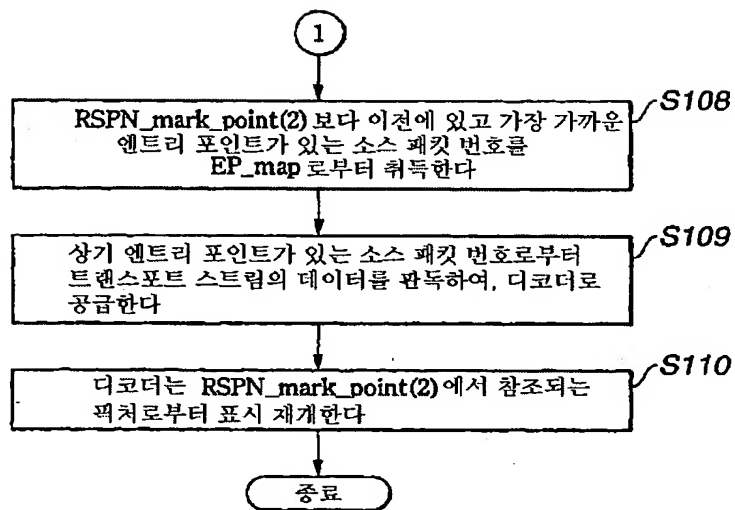 1
S108
RSPN_mark_point(2) 보다 이전에 있고 가장 가까운
엔트리 포인트가 있는 소스 패킷 번호를
EP_map 로부터 취득한다
S109
상기 엔트리 포인트가 있는 소스 패킷 번호로부터
트랜스포트 스트림의 데이터를 판독하여, 디코더로
공급한다
S110
디코더는 RSPN_mark_point(2) 에서 참조되는
픽처로부터 표시 재개한다
종료